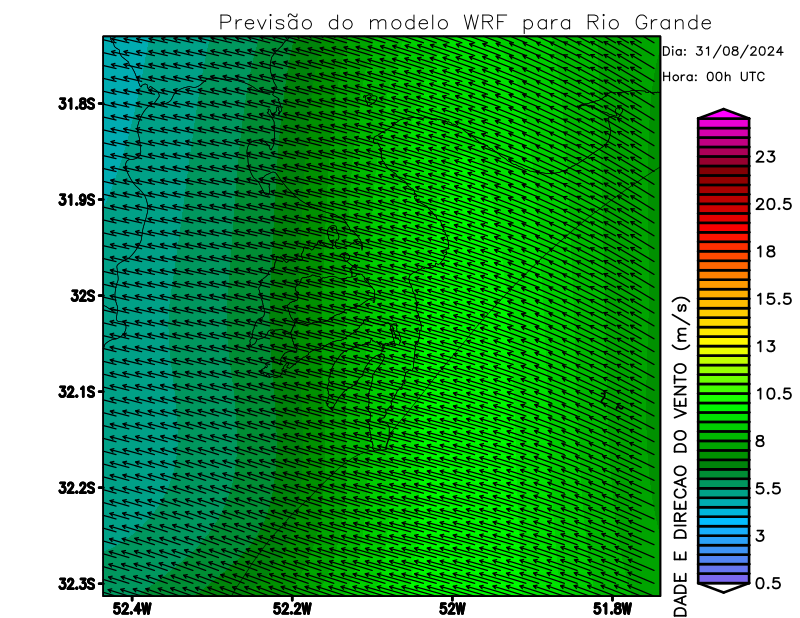 Previsão do modelo WRF para Rio Grande
Dia: 31/08/2024
Hora: 00h UTC
31.8S
31.9S
32S
32.1S
32.2S
32.3S
52.4W
52.2W
52W
51.8W
23
20.5
18
15.5
13
10.5
8
5.5
3
0.5
DADE E DIRECAO DO VENTO (m/s)